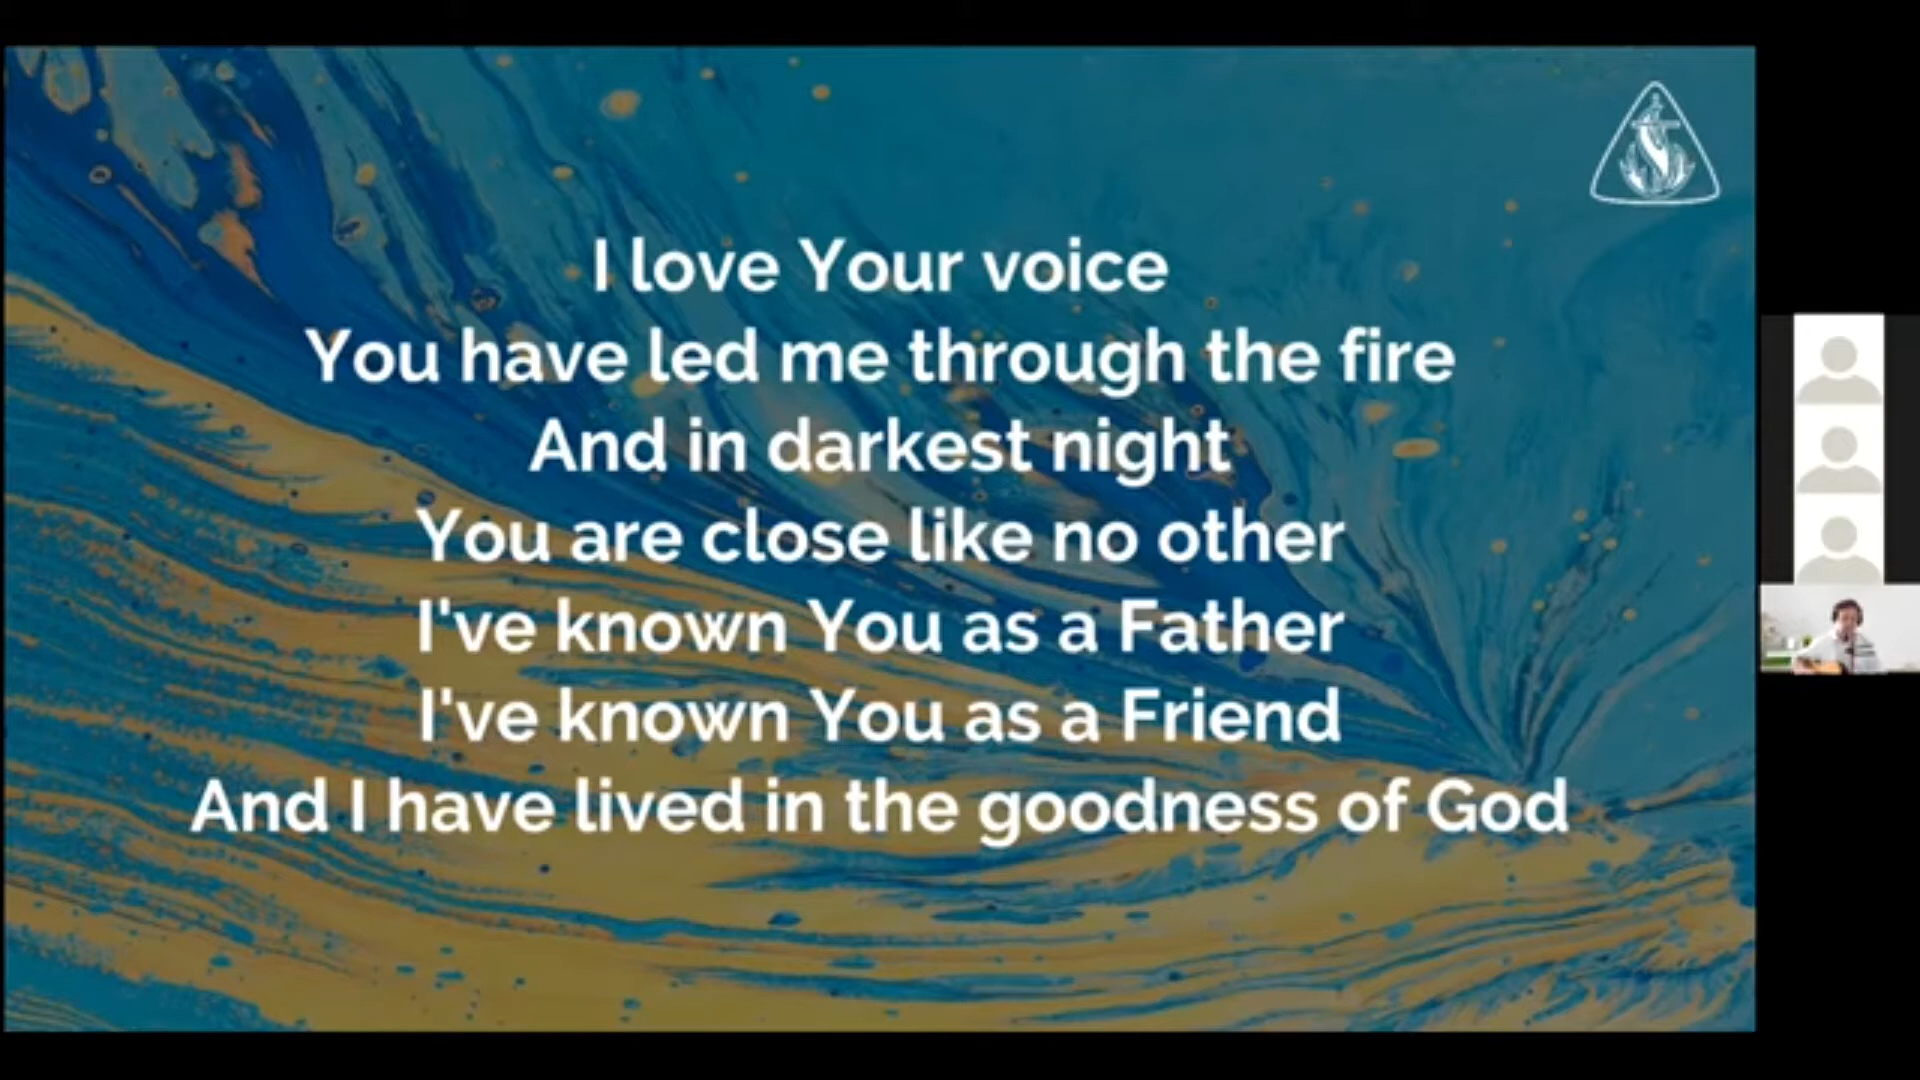 I love Your voice
You have led me through the fire
And in darkest night
You are close like no other
I've known You as a Father
I've known You as a Friend
And I have lived in the goodness of God